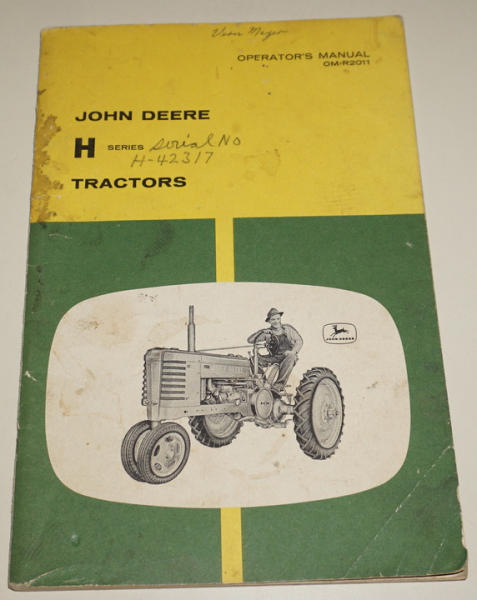 Vern Meyer
OPERATOR'S MANUAL
OM-R2011
JOHN DEERE
H SERIES Serial No
H-42317
TRACTORS
JOHN DEERE